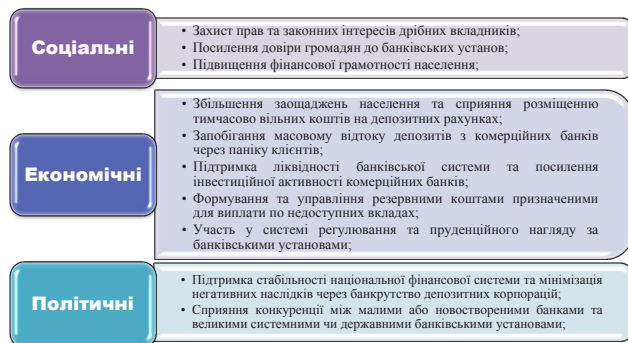 Соціальні
• Захист прав та законних інтересів дрібних вкладників;
• Посилення довіри громадян до банківських установ;
• Підвищення фінансової грамотності населення;
Економічні
• Збільшення заощаджень населення та сприяння розміщенню
тимчасово вільних коштів на депозитних рахунках;
• Запобігання масовому відтоку депозитів з комерційних банків
через паніку клієнтів;
• Підтримка ліквідності банківської системи та посилення
інвестиційної активності комерційних банків;
• Формування та управління резервними коштами призначеними
для виплати по недоступних вкладах;
• Участь у системі регулювання та пруденційного нагляду за
банківськими установами;
Політичні
• Підтримка стабільності національної фінансової системи та мінімізація
негативних наслідків через банкрутство депозитних корпорацій;
• Сприяння конкуренції між малими або новоствореними банками та
великими системними чи державними банківськими установами;